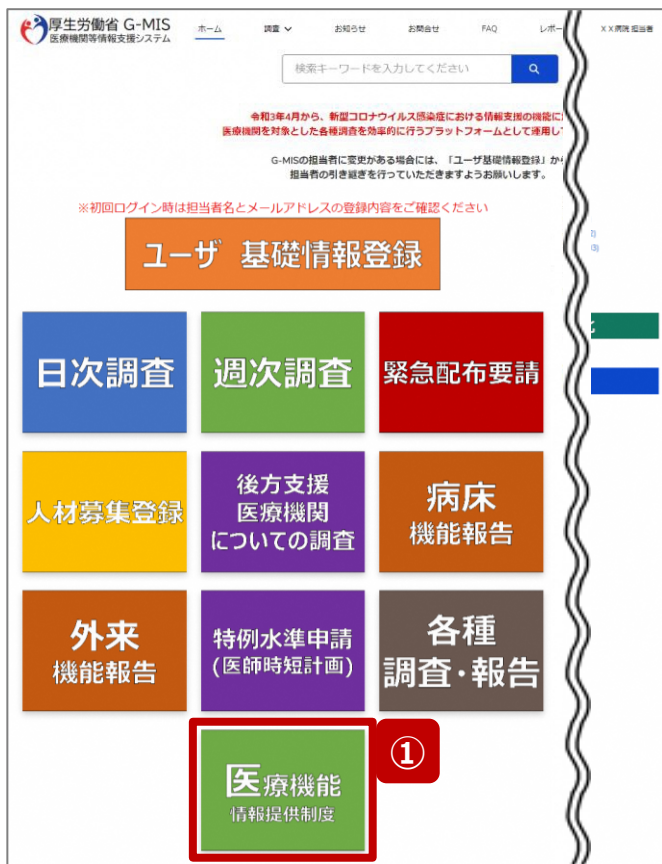 厚生労働省 G-MIS
医療機関等情報支援システム
ホーム 調査 お知らせ お問合せ FAQ レポー XX病院 担当者
検索キーワードを入力してください
令和3年4月から、新型コロナウイルス感染症における情報支援の機能に
医療機関を対象とした各種調査を効率的に行うプラットフォームとして運用し
G-MISの担当者に変更がある場合には、「ユーザ基礎情報登録」か
担当者の引き継ぎを行っていただきますようお願いします。
※初回ログイン時は担当者名とメールアドレスの登録内容をご確認ください
ユーザ 基礎情報登録
日次調査
週次調査
緊急配布要請
人材募集登録
後方支援
医療機関
についての調査
病床
機能報告
外来
機能報告
特例水準申請
(医師時短計画)
各種
調査・報告
医療機能
情報提供制度
①